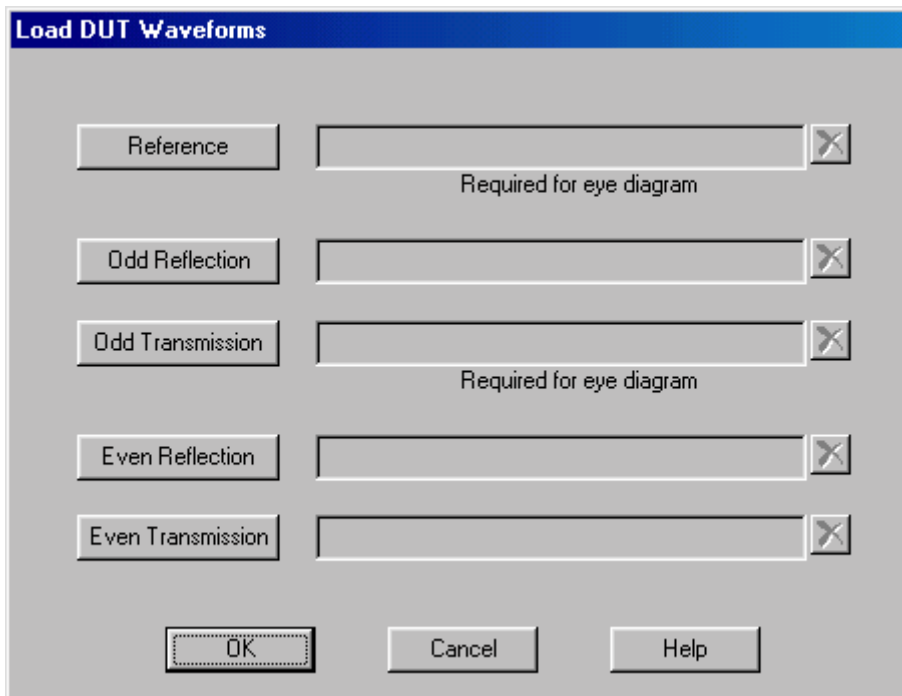 Load DUT Waveforms
Reference
Required for eye diagram
Odd Reflection
Odd Transmission
Required for eye diagram
Even Reflection
Even Transmission
OK
Cancel
Help